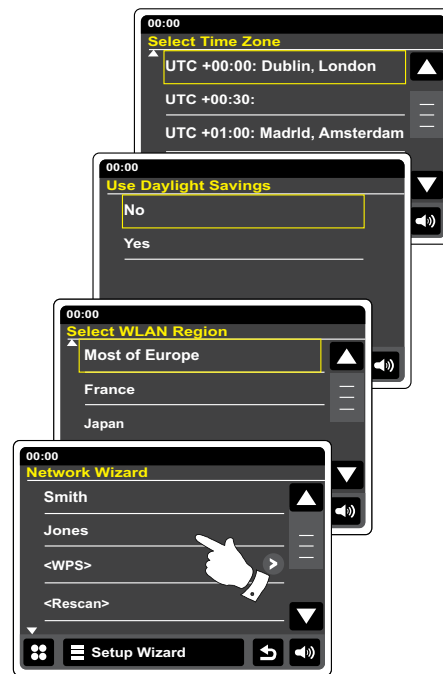 00:00
Select Time Zone
UTC +00:00: Dublin, London
UTC +00:30:
UTC +01:00: Madrld, Amsterdam
00:00
Use Daylight Savings
No
Yes
00:00
Select WLAN Region
Most of Europe
France
Japan
00:00
Network Wizard
Smith
Jones
<WPS>
<Rescan>
Setup Wizard